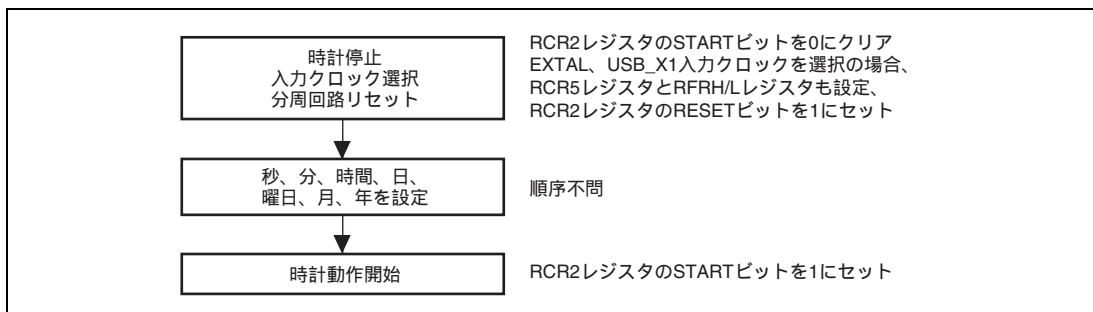 時計停止
入力クロック選択
分周回路リセット
RCR2レジスタのSTARTビットを0にクリア
EXTAL、USB_X1入力クロックを選択の場合、
RCR5レジスタとRFRH/Lレジスタも設定、
RCR2レジスタのRESETビットを1にセット
秒、分、時間、日、
曜日、月、年を設定
順序不問
時計動作開始
RCR2レジスタのSTARTビットを1にセット